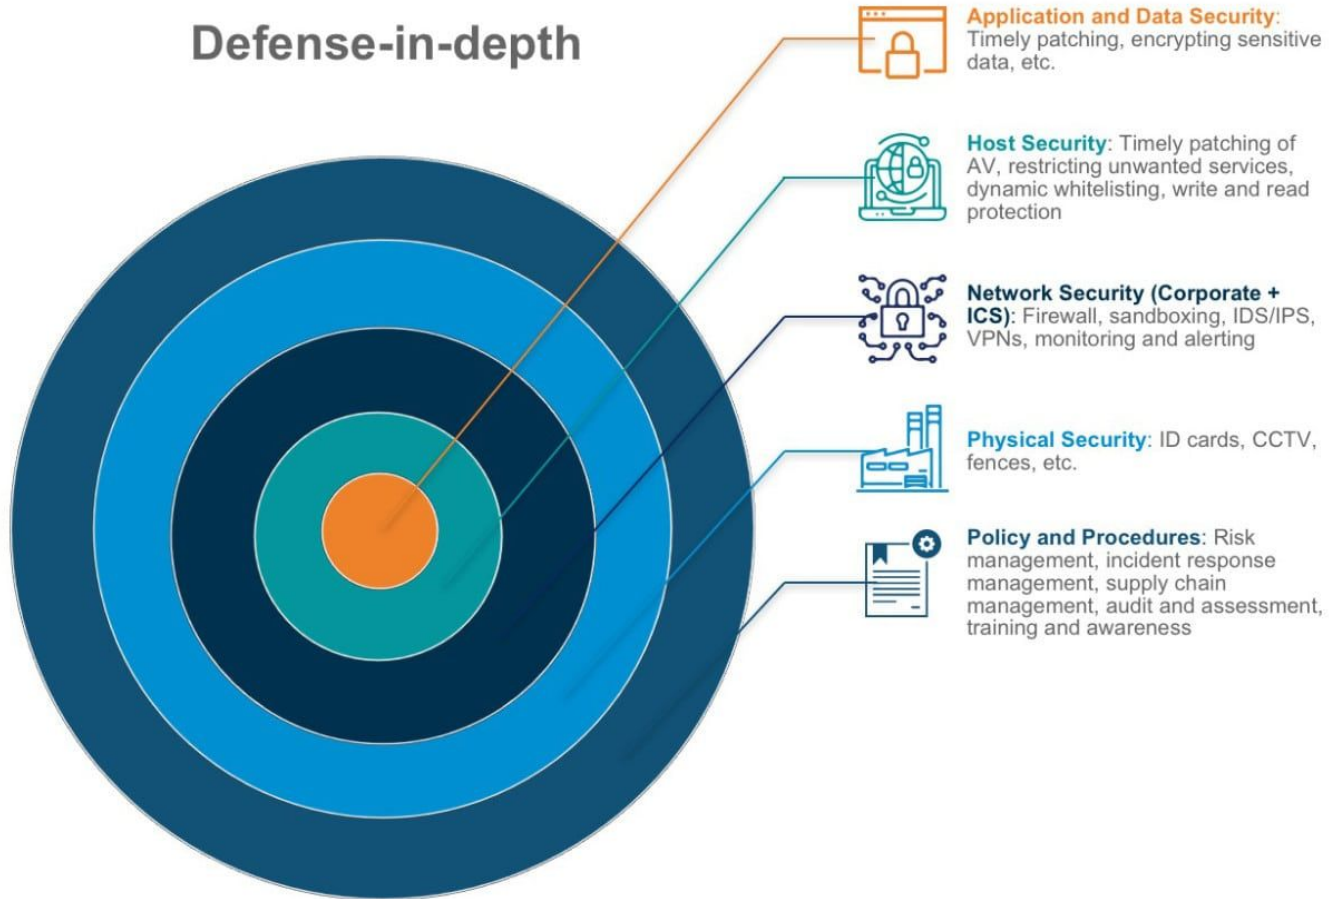 Defense-in-depth
Application and Data Security:
Timely patching, encrypting sensitive
data, etc.
Host Security: Timely patching of
AV, restricting unwanted services,
dynamic whitelisting, write and read
protection
Network Security (Corporate +
ICS): Firewall, sandboxing, IDS/IPS,
VPNs, monitoring and alerting
Physical Security: ID cards, CCTV,
fences, etc.
Policy and Procedures: Risk
management, incident response
management, supply chain
management, audit and assessment,
training and awareness